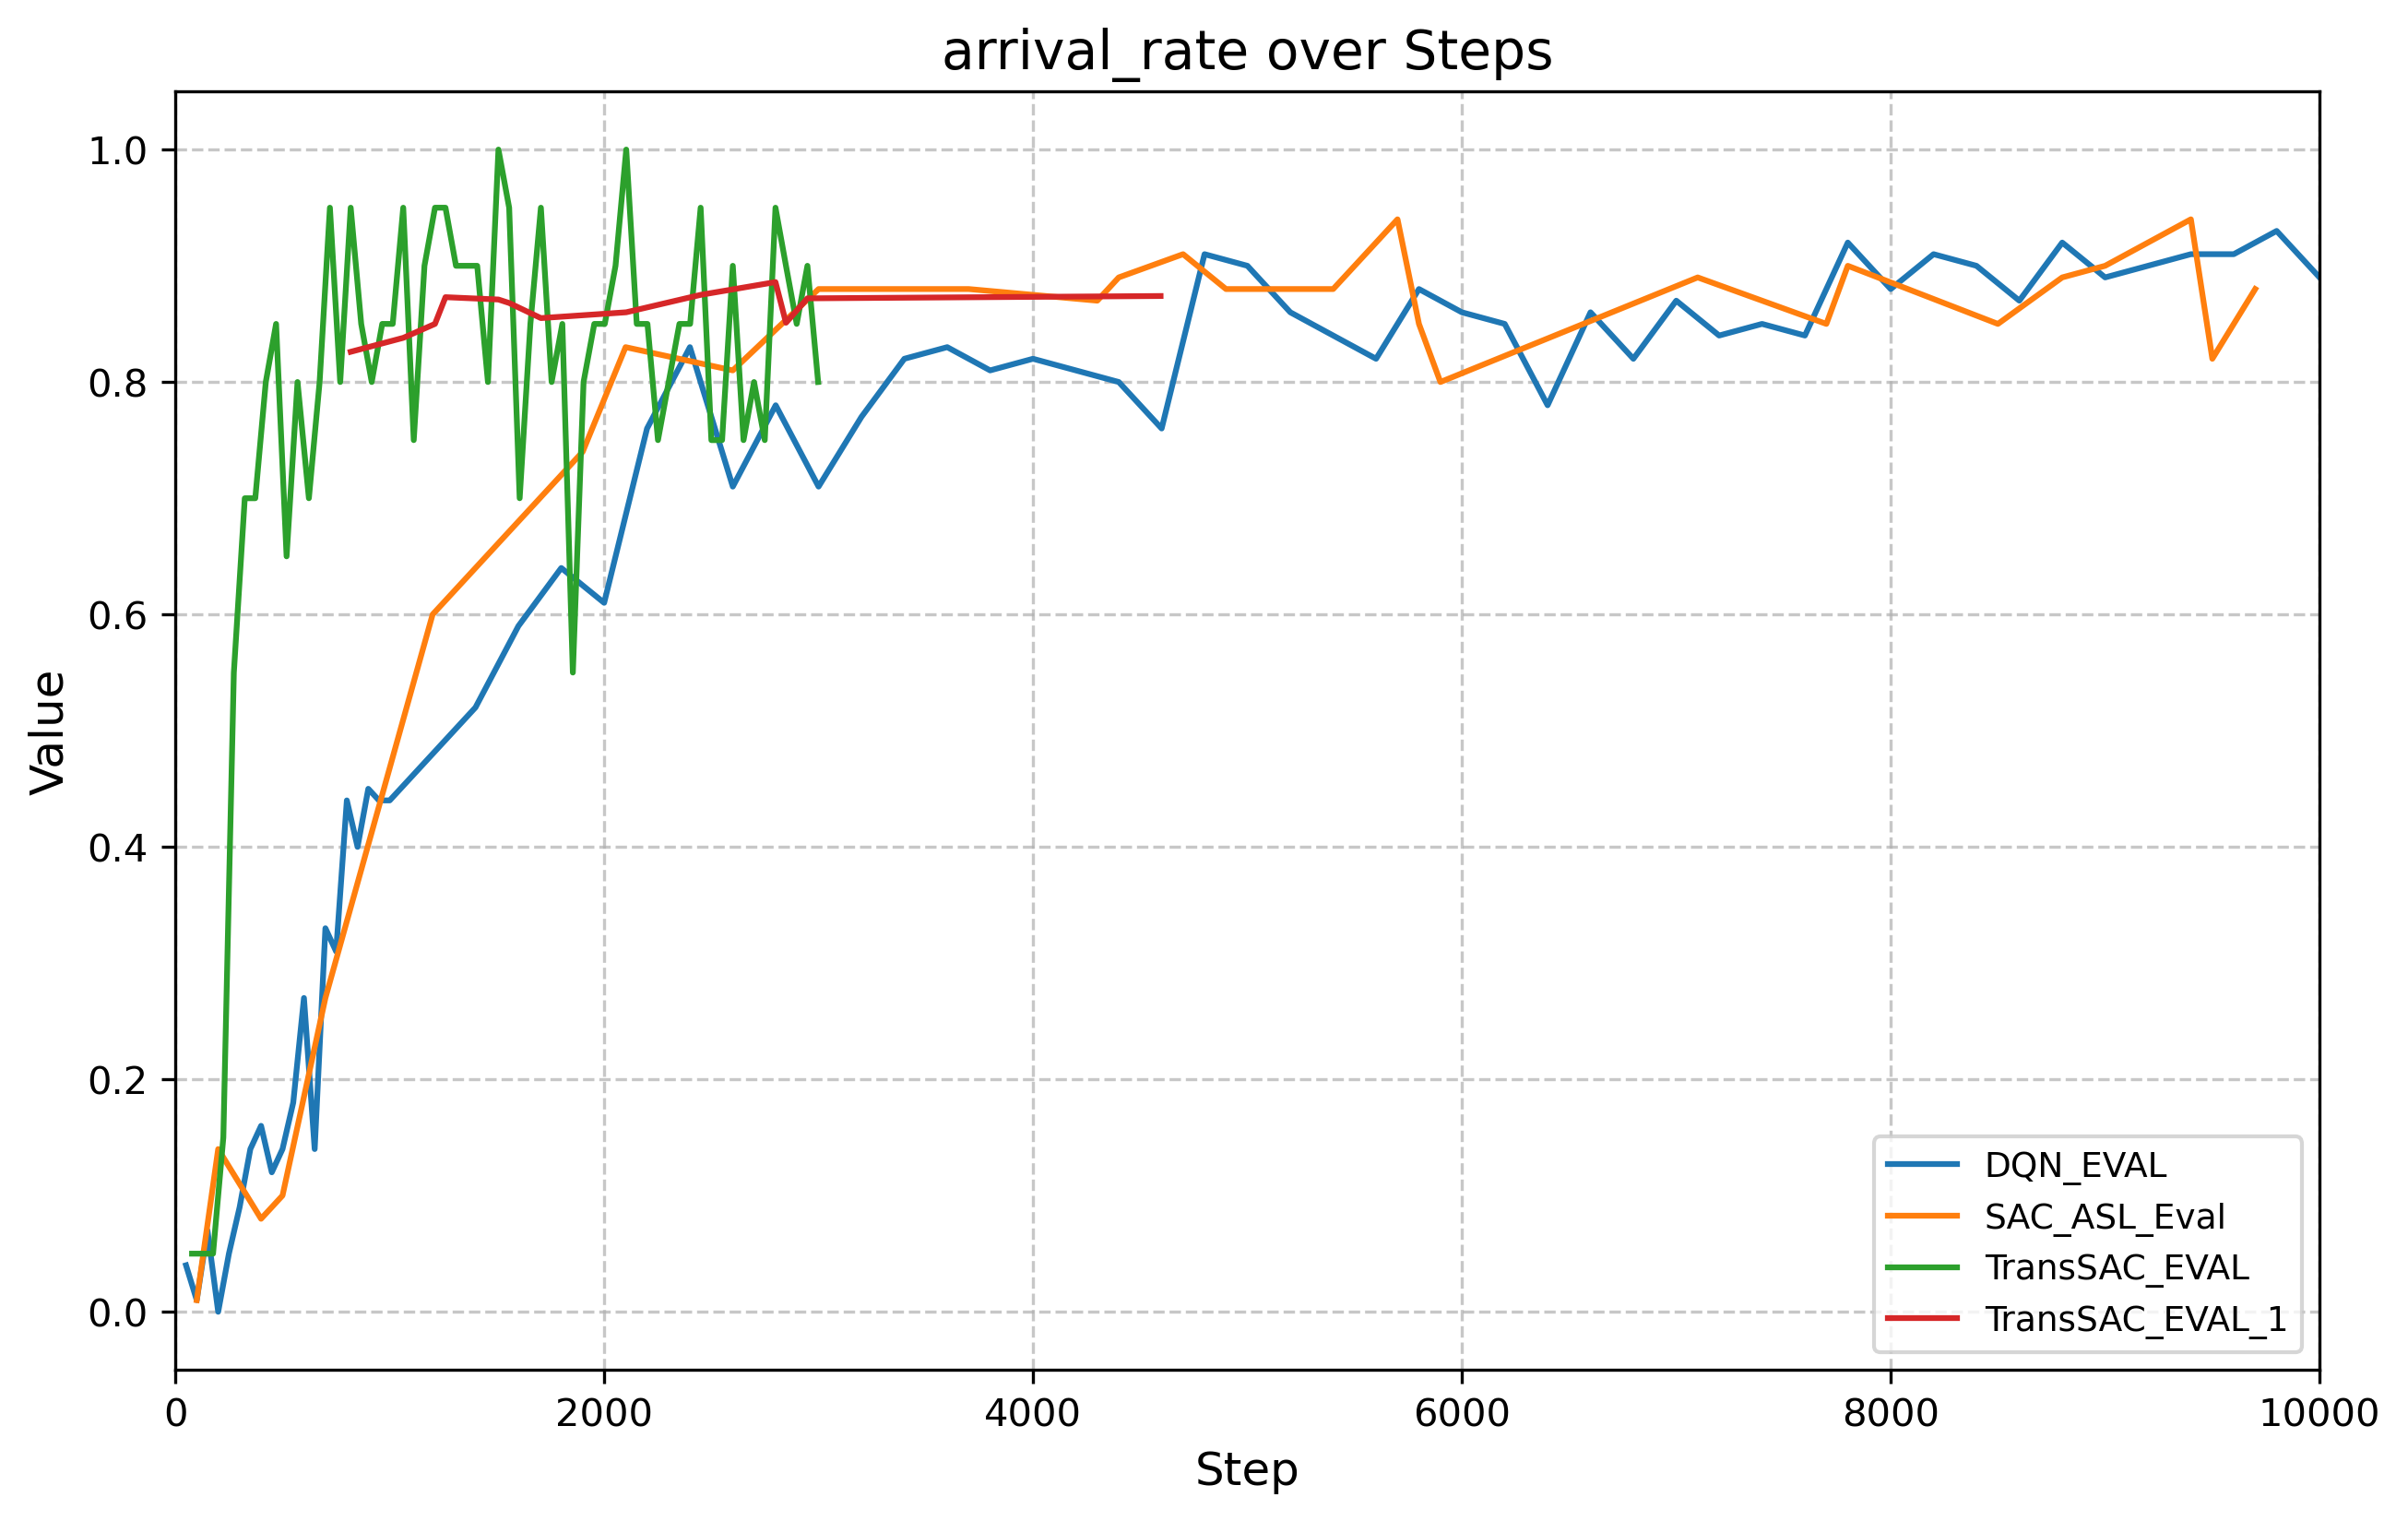 arrival_rate over Steps
1.0
0.8
0.6
0.4
0.2
0.0
Value
0
2000
4000
6000
8000
10000
Step
DQN_EVAL
SAC_ASL_Eval
TransSAC_EVAL
TransSAC_EVAL_1